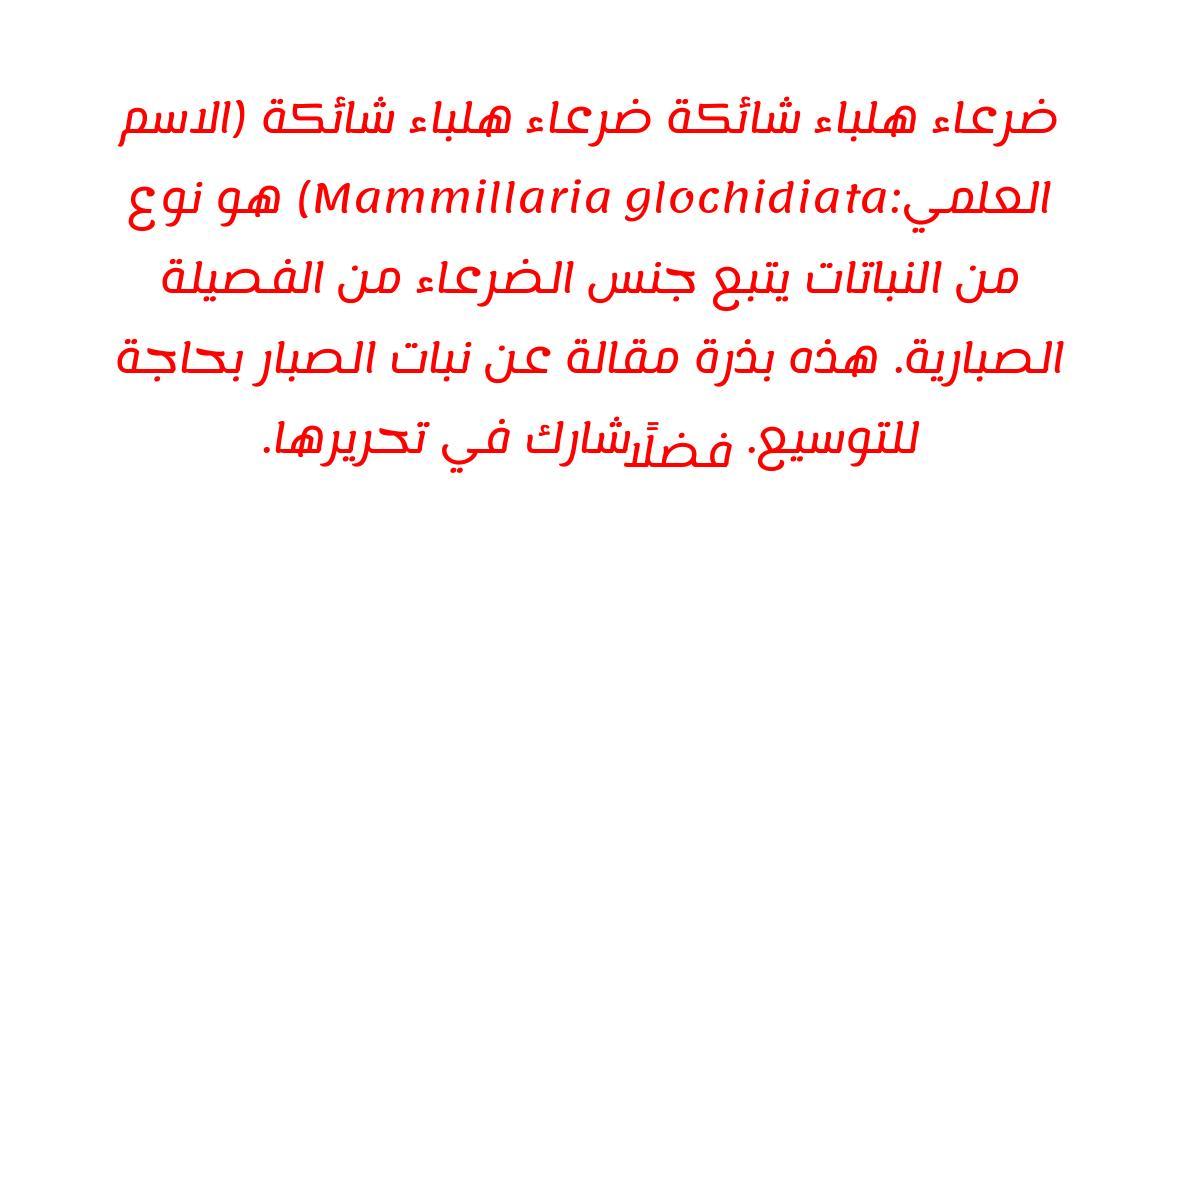 ضرعاء هلباء شائكة ضرعاء هلباء شائكة (الاسم
العلمي:Mammillaria glochidiata) هو نوع
من النباتات يتبع جنس الضرعاء من الفصيلة
الصبارية. هذه بذرة مقالة عن نبات الصبار بحاجة
للتوسيع. فضلًا شارك في تحريرها.